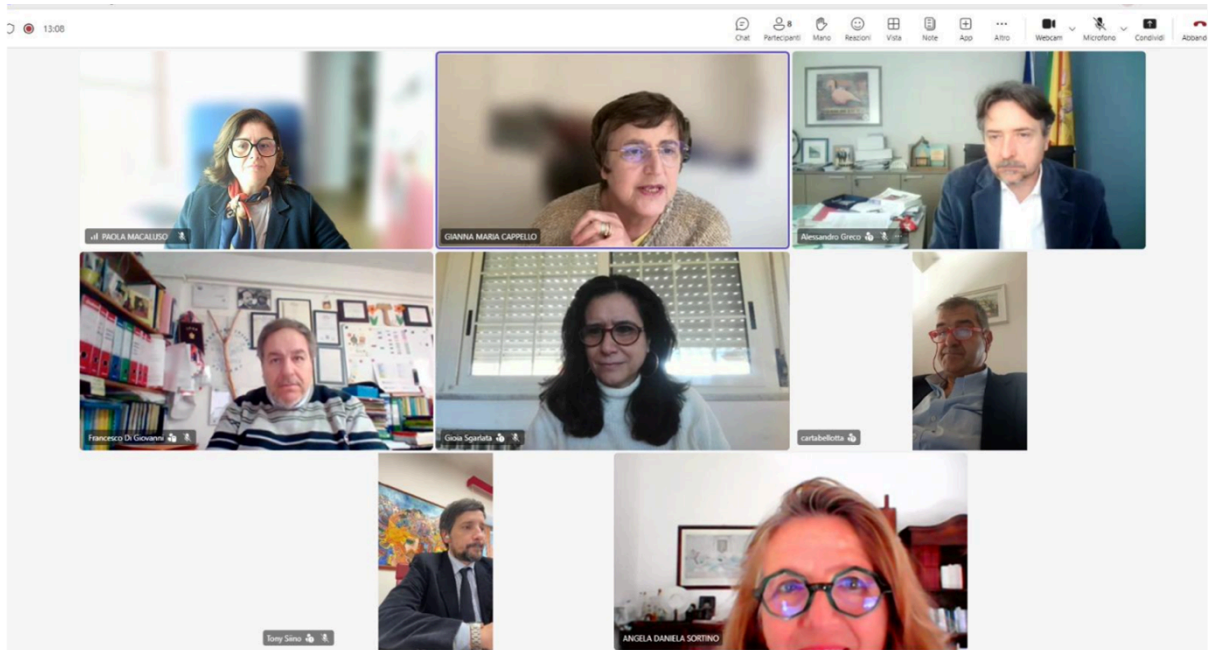 13:08
8
Chat
Partecipanti
Mano
Reazioni
Vista
Note
App
Altro
Webcam
Microfono
Condividi
Abband
PAOLA MACALUSO
GIANNA MARIA CAPPELLO
Alessandro Greco
Francesco Di Giovanni
Gioia Sgarlata
cartabellotta
Tony Siino
ANGELA DANIELA SORTINO